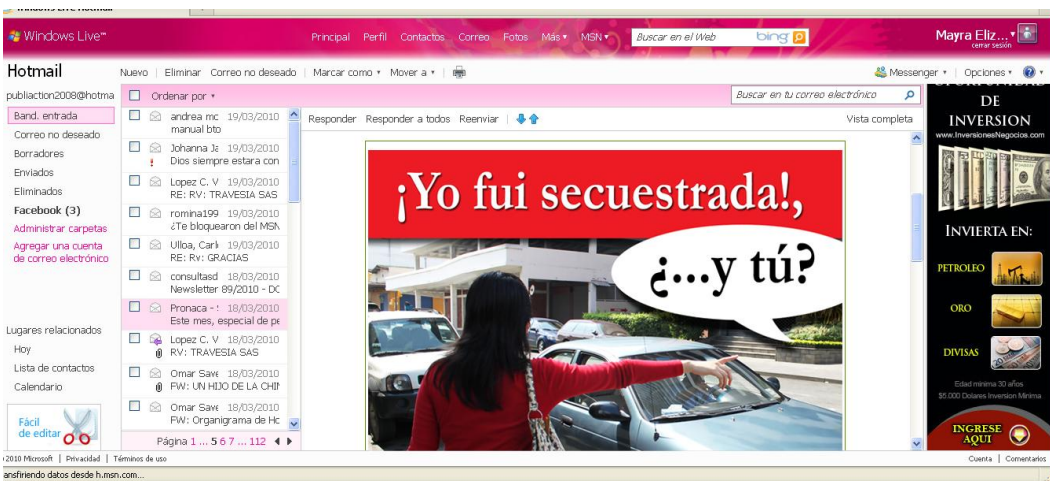 Windows Live Hotmail
Windows Live™
Principal Perfil Contactos Correo Fotos Más MSN
Buscar en el Web
bing
Mayra Eliz...
cerrar sesión
Hotmail
Nuevo | Eliminar Correo no deseado | Marcar como Mover a
Messenger | Opciones
publiaction2008@hotma
Band. entrada
Correo no deseado
Borradores
Enviados
Eliminados
Facebook (3)
Administrar carpetas
Agregar una cuenta
de correo electrónico
Lugares relacionados
Hoy
Lista de contactos
Calendario
Fácil
de editar
Ordenar por
Buscar en tu correo electrónico
andrea mc 19/03/2010
manual bto
Johanna Ja 19/03/2010
Dios siempre estara con
Lopez C. V 19/03/2010
RE: RV: TRAVESIA SAS
romina199 19/03/2010
¿Te bloquearon del MSN
Ulloa, Carl 19/03/2010
RE: Rv: GRACIAS
consultasd 18/03/2010
Newsletter 89/2010 - DC
Pronaca - 18/03/2010
Este mes, especial de pe
Lopez C. V 18/03/2010
RV: TRAVESIA SAS
Omar Save 18/03/2010
FW: UN HIJO DE LA CHIN
Omar Save 18/03/2010
FW: Organigrama de Hc
Página 1 ... 5 6 7 ... 112
Responder Responder a todos Reenviar
Vista completa
¡Yo fui secuestrada!,
¿...y tú?
DE
INVERSION
www.InversionesNegocios.com
INVIERTA EN:
PETROLEO
ORO
DIVISAS
Edad minima 30 años
$5.000 Dolares Inversion Minima
INGRESE
AQUI
2010 Microsoft | Privacidad | Términos de uso
Cuenta | Comentarios
ansfiriendo datos desde h.msn.com...